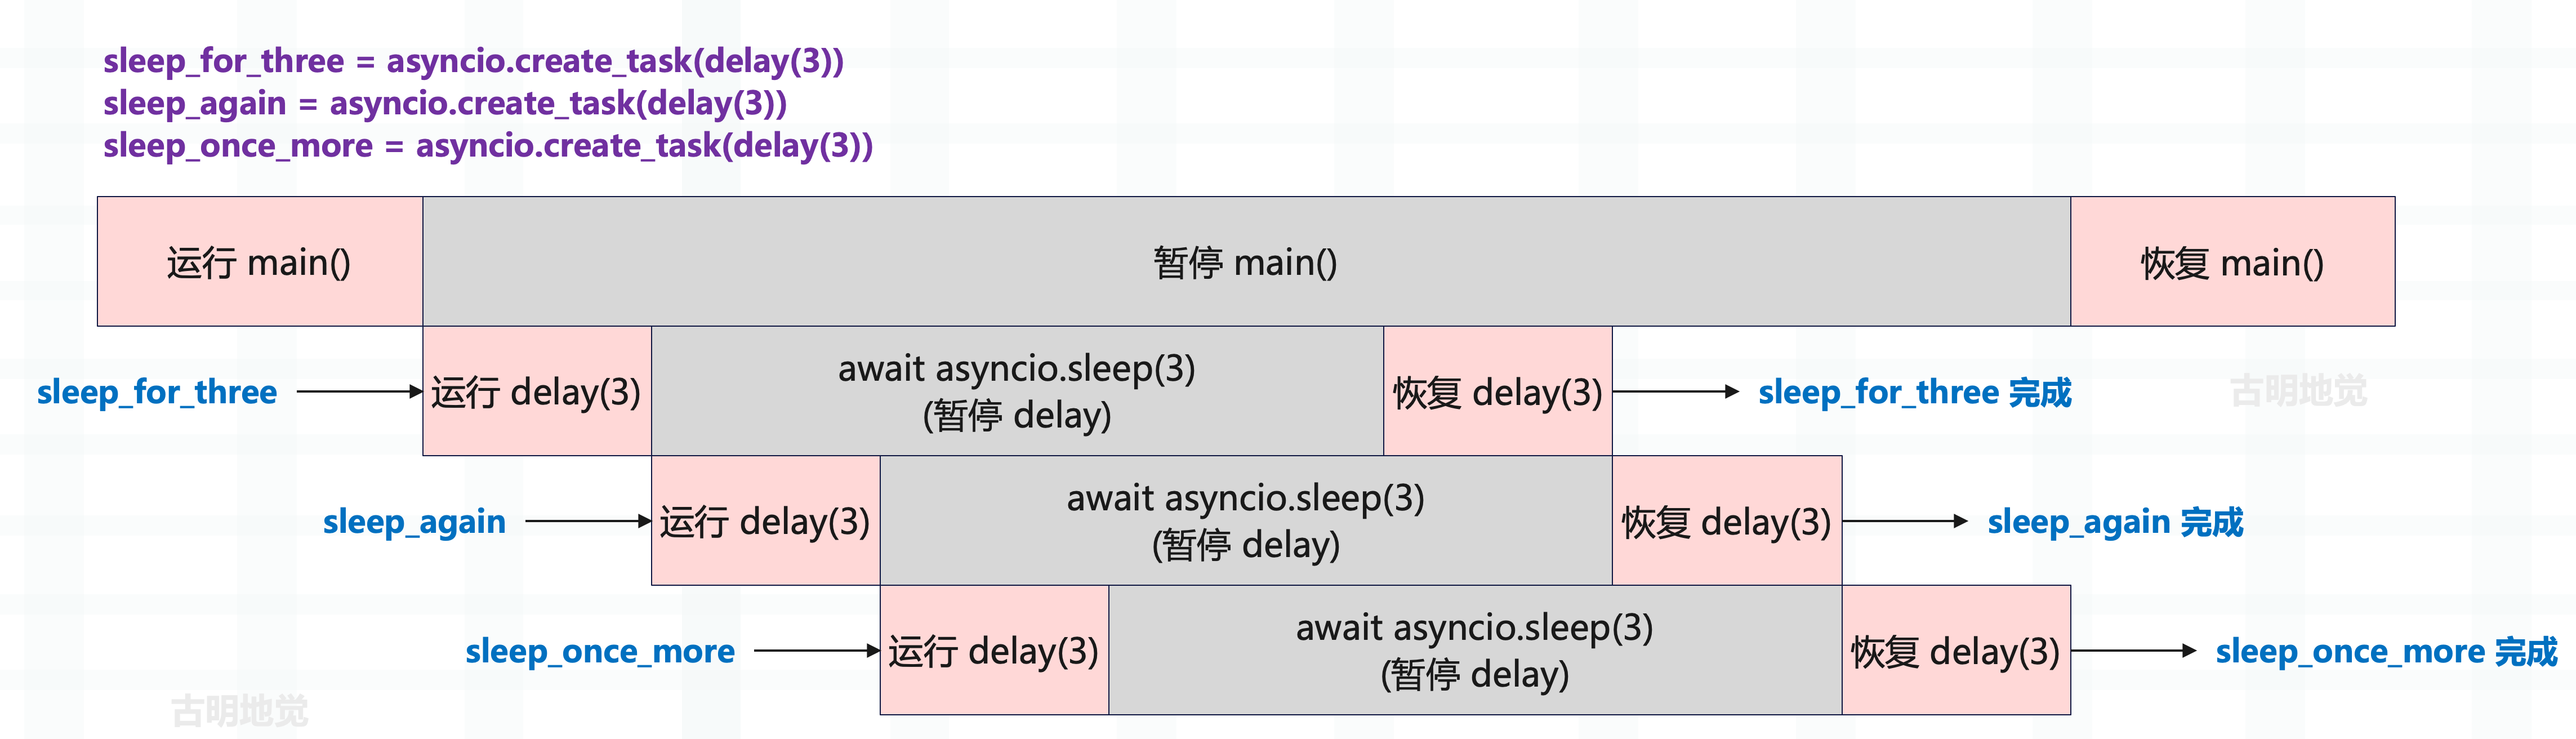 sleep_for_three = asyncio.create_task(delay(3))
sleep_again = asyncio.create_task(delay(3))
sleep_once_more = asyncio.create_task(delay(3))
运行 main()
暂停 main()
恢复 main()
sleep_for_three
运行 delay(3)
await asyncio.sleep(3)
(暂停 delay)
恢复 delay(3)
sleep_for_three 完成
古明地觉
sleep_again
运行 delay(3)
await asyncio.sleep(3)
(暂停 delay)
恢复 delay(3)
sleep_again 完成
sleep_once_more
运行 delay(3)
await asyncio.sleep(3)
(暂停 delay)
恢复 delay(3)
sleep_once_more 完成
古明地觉